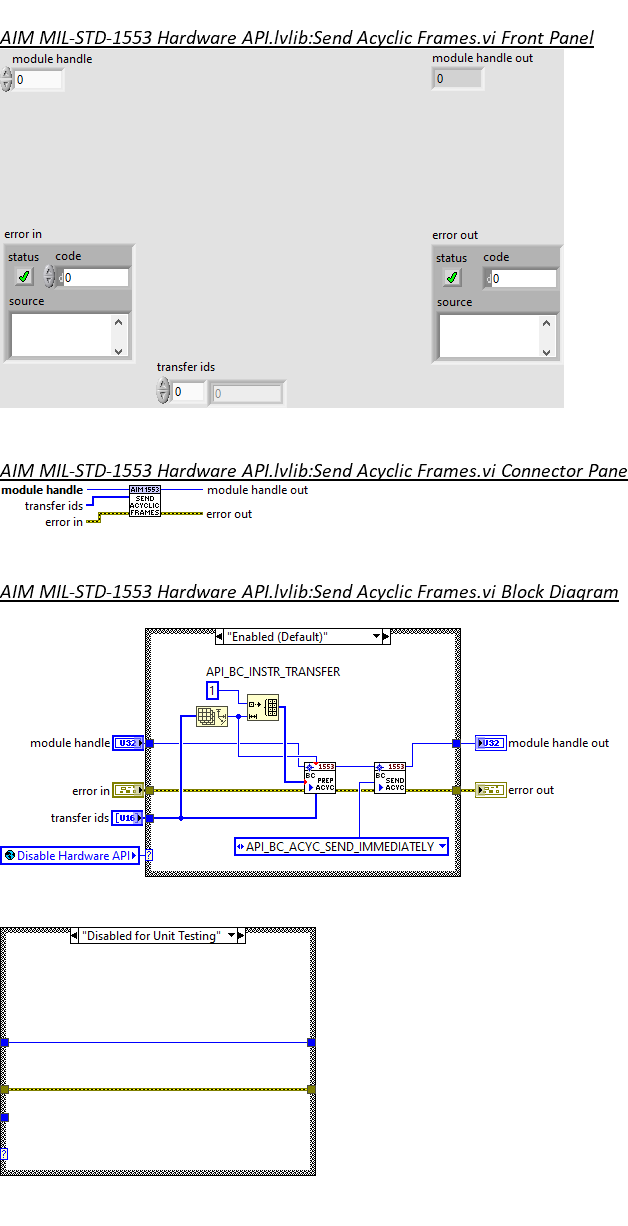 AIM MIL-STD-1553 Hardware API.lvlib:Send Acyclic Frames.vi Front Panel
module handle
module handle out
0
0
error in
error out
status code
status code
0
0
source
source
transfer ids
0
0
AIM MIL-STD-1553 Hardware API.lvlib:Send Acyclic Frames.vi Connector Pane
module handle
AIM1553
SEND
ACYCLIC
FRAMES
module handle out
transfer ids
error in
error out
AIM MIL-STD-1553 Hardware API.lvlib:Send Acyclic Frames.vi Block Diagram
"Enabled (Default)"
API_BC_INSTR_TRANSFER
1
module handle
U32
1553
BC
PREP
ACYC
1553
BC
SEND
ACYC
U32
module handle out
error in
error out
transfer ids
U16
API_BC_ACYC_SEND_IMMEDIATELY
Disable Hardware API
?
"Disabled for Unit Testing"
?